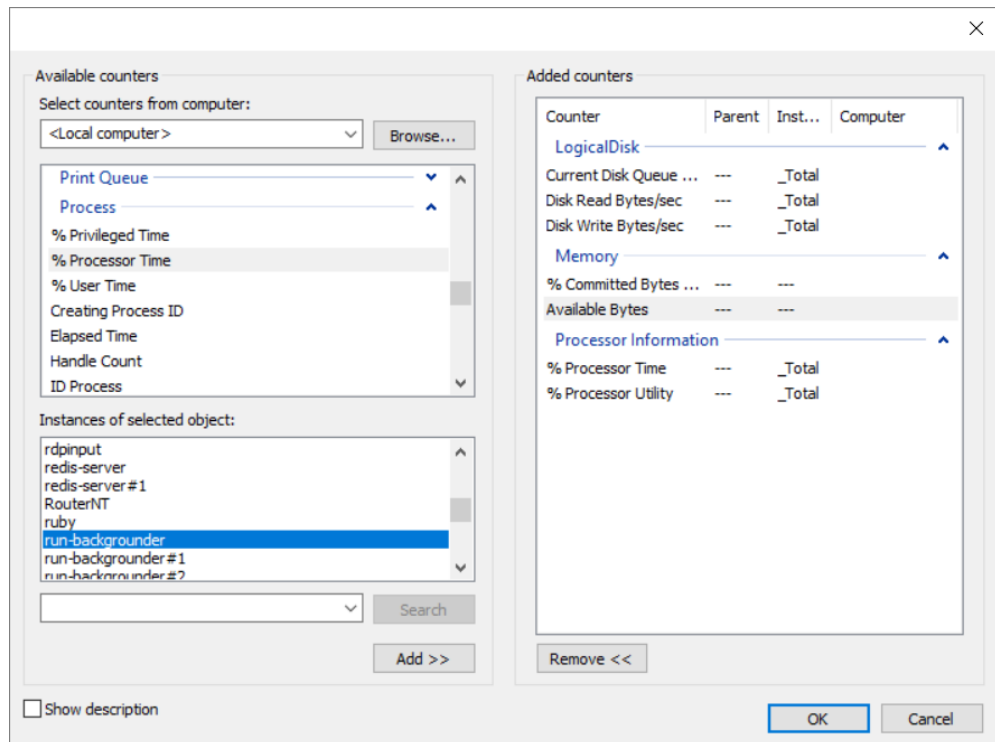 Available counters
Select counters from computer:
<Local computer>
Browse...
Print Queue
Process
% Privileged Time
% Processor Time
% User Time
Creating Process ID
Elapsed Time
Handle Count
ID Process
Instances of selected object:
rdpinput
redis-server
redis-server#1
RouterNT
ruby
run-backgrounder
run-backgrounder#1
run-backgrounder#2
Search
Add >>
Show description
Added counters
Counter Parent Inst... Computer
LogicalDisk
Current Disk Queue ... --- _Total
Disk Read Bytes/sec --- _Total
Disk Write Bytes/sec --- _Total
Memory
% Committed Bytes ... --- ---
Available Bytes --- ---
Processor Information
% Processor Time --- _Total
% Processor Utility --- _Total
Remove <<
OK
Cancel